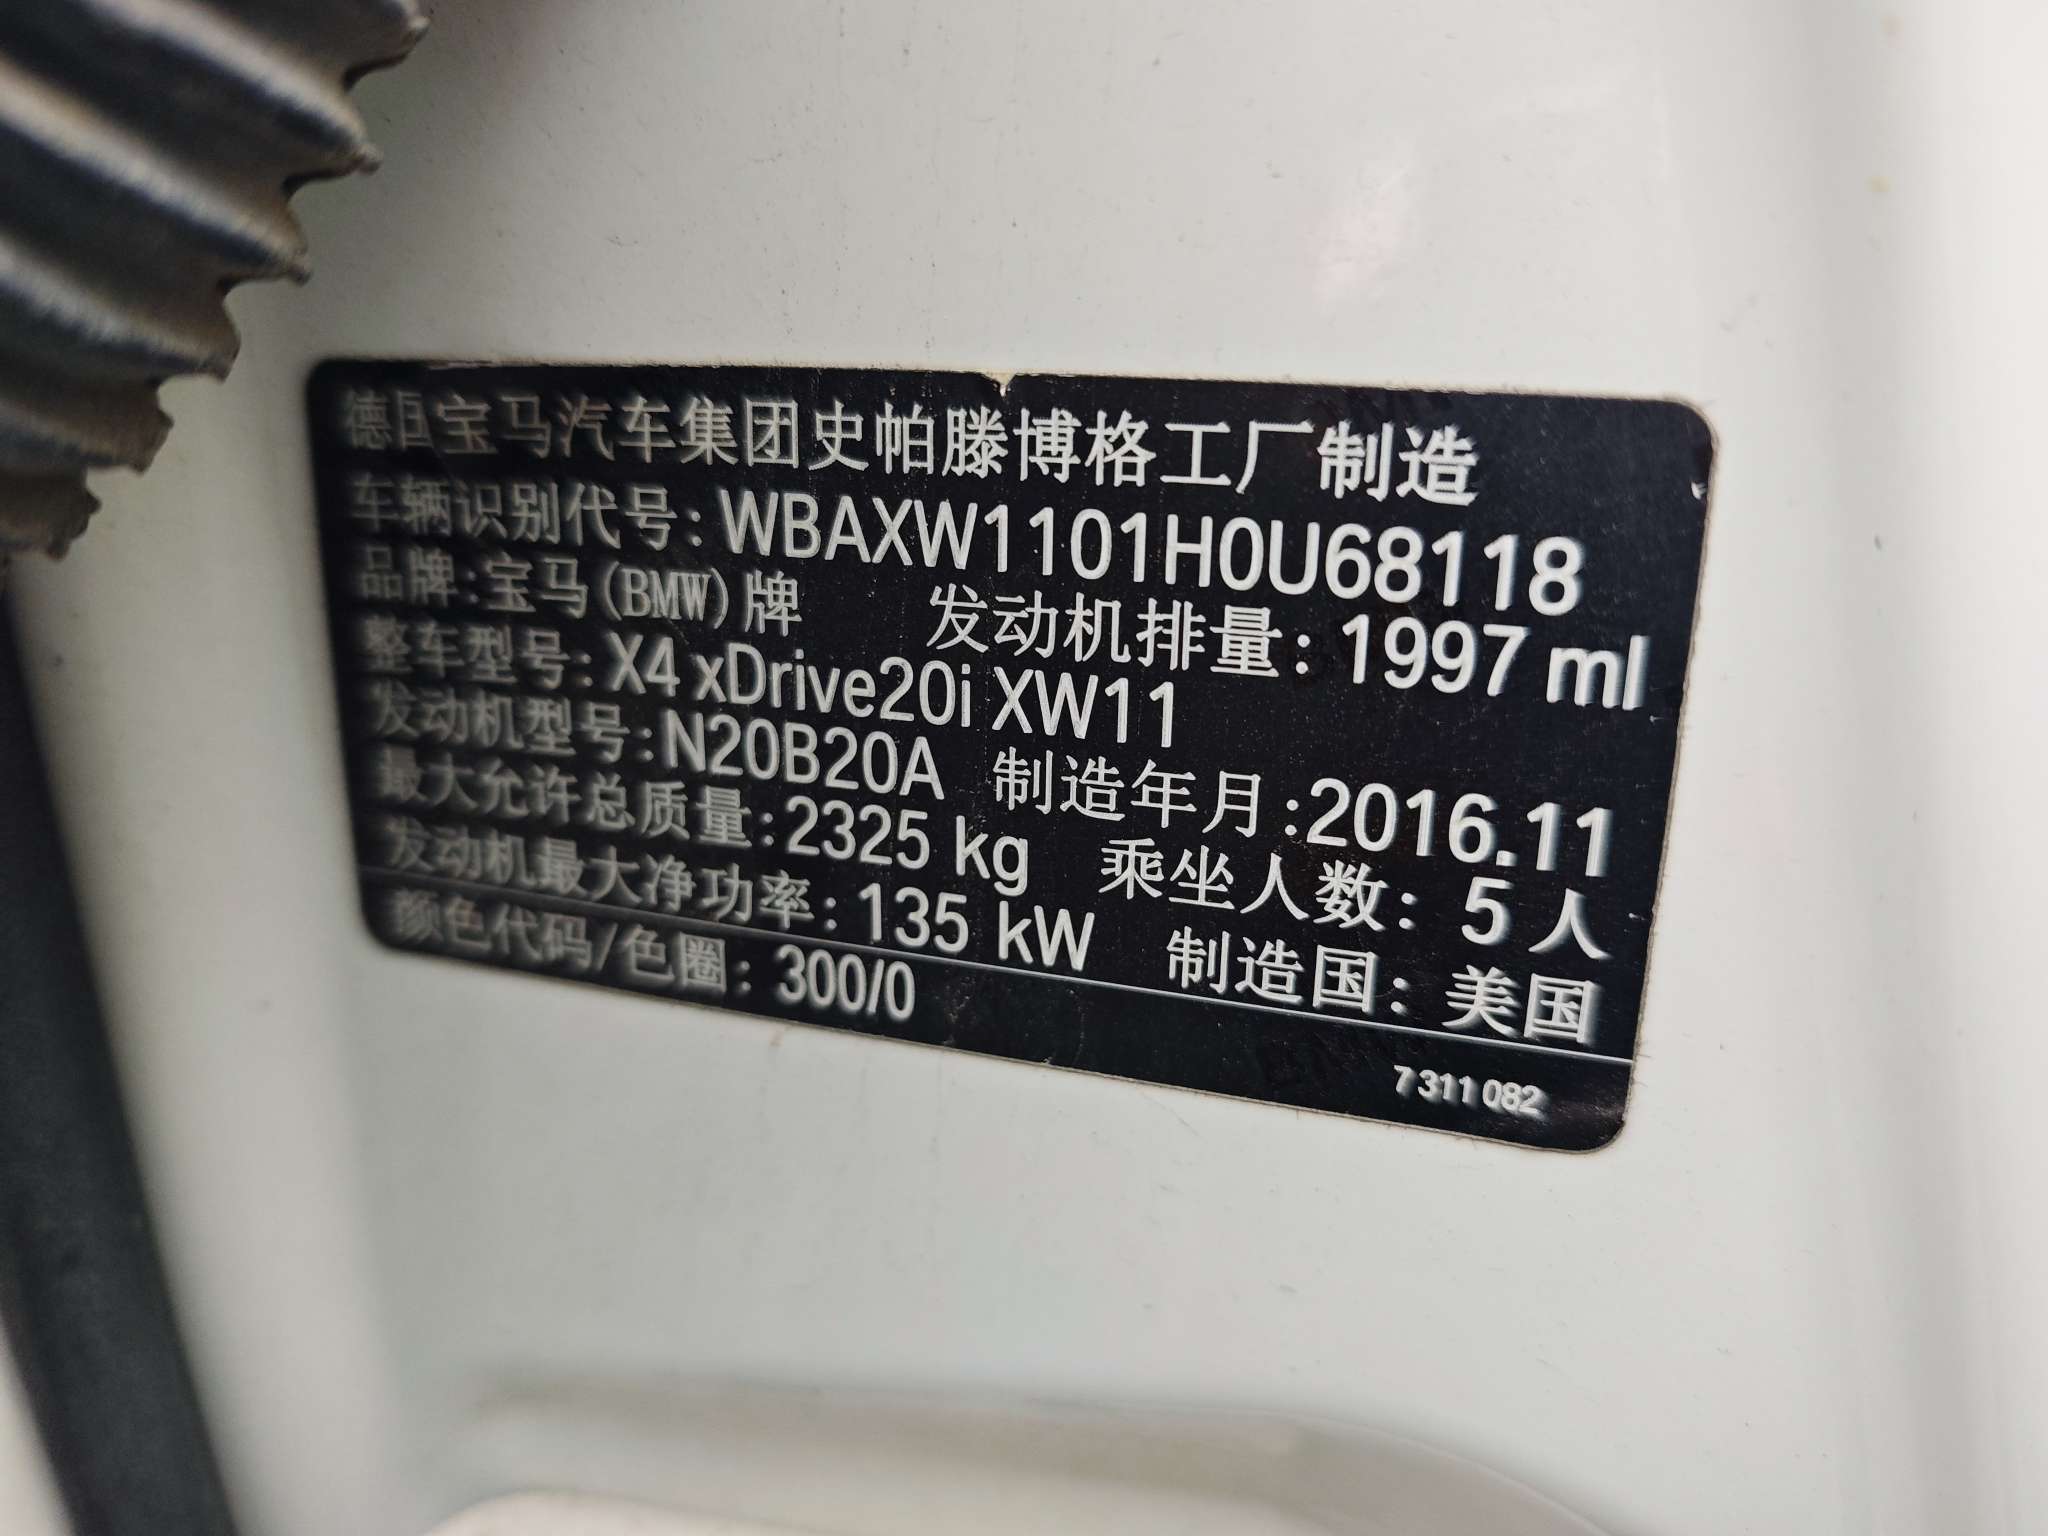 德国宝马汽车集团史帕滕博格工厂制造
车辆识别代号: WBAXW1101H0U68118
品牌: 宝马(BMW)牌 发动机排量: 1997 ml
整车型号: X4 xDrive20i XW11
发动机型号: N20B20A 制造年月: 2016.11
最大允许总质量: 2325 kg 乘坐人数: 5 人
发动机最大净功率: 135 kW 制造国: 美国
颜色代码/色圈: 300/0
7 311 082